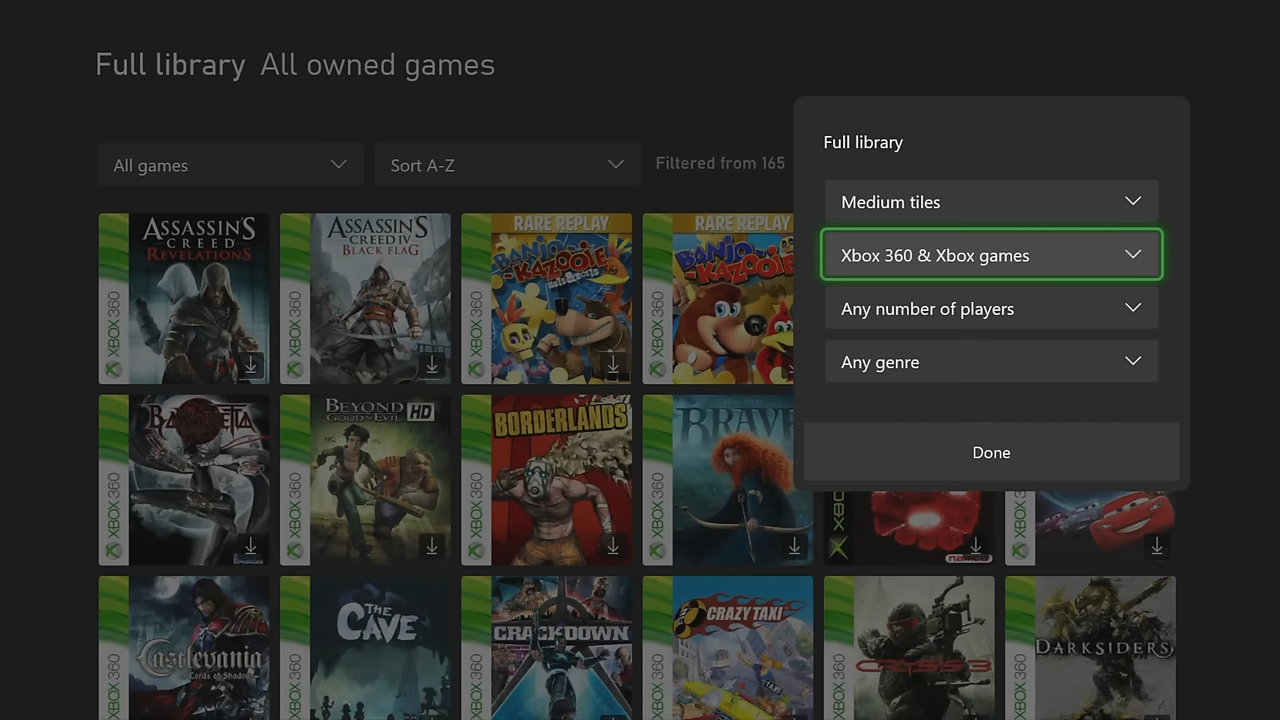 Full library All owned games
All games
Sort A-Z
Filtered from 165
Full library
Medium tiles
Xbox 360 & Xbox games
Any number of players
Any genre
Done
XBOX 360
ASSASSIN'S
CREED
REVELATIONS
XBOX 360
ASSASSIN'S
CREED IV
BLACK FLAG
XBOX 360
RARE REPLAY
BANJO-
KAZOOIE
Nuts & Bolts
XBOX 360
RARE REPLAY
BANJO-
KAZOOIE
XBOX 360
BAYONETTA
XBOX 360
BEYOND
GOOD & EVIL HD
XBOX 360
BORDERLANDS
XBOX 360
BRAVE
namco
XBOX 360
Castlevania
Lords of Shadow
XBOX 360
THE
CAVE
XBOX 360
CRACKDOWN
XBOX 360
CRAZY TAXI
TAXI
XBOX 360
CRYSIS 3
XBOX 360
DARKSIDERS